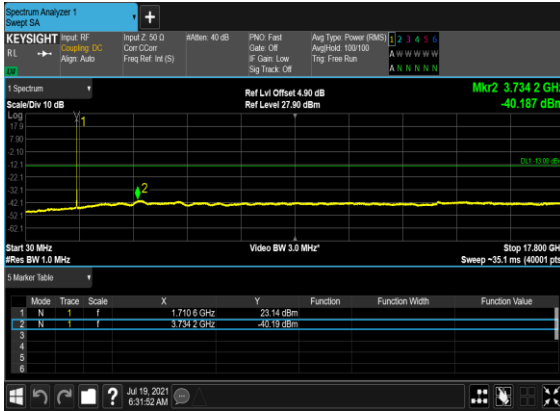 Spectrum Analyzer 1
Swept SA
+
KEYSIGHT Input: RF Input Z: 50 Ω #Atten: 40 dB PNO: Fast Avg Type: Power (RMS) 1 2 3 4 5 6
RL Coupling: DC Corr CCorr Gate: Off Avg|Hold: 100/100 A W W W W W
Align: Auto Freq Ref: Int (S) IF Gain: Low Trig: Free Run
Sig Track: Off A N N N N N
1 Spectrum Ref Lvl Offset 4.90 dB Mkr2 3.734 2 GHz
Scale/Div 10 dB Ref Level 27.90 dBm -40.187 dBm
Log
17.9 1
7.90
-2.10
-12.1 DL1 -13.00 dBm
-22.1
-32.1 2
-42.1
-52.1
-62.1
Start 30 MHz Video BW 3.0 MHz* Stop 17.800 GHz
#Res BW 1.0 MHz Sweep ~35.1 ms (40001 pts)
5 Marker Table
Mode Trace Scale X Y Function Function Width Function Value
1 N 1 f 1.710 6 GHz 23.14 dBm
2 N 1 f 3.734 2 GHz -40.19 dBm
3
4
5
6
? Jul 19, 2021
6:31:52 AM